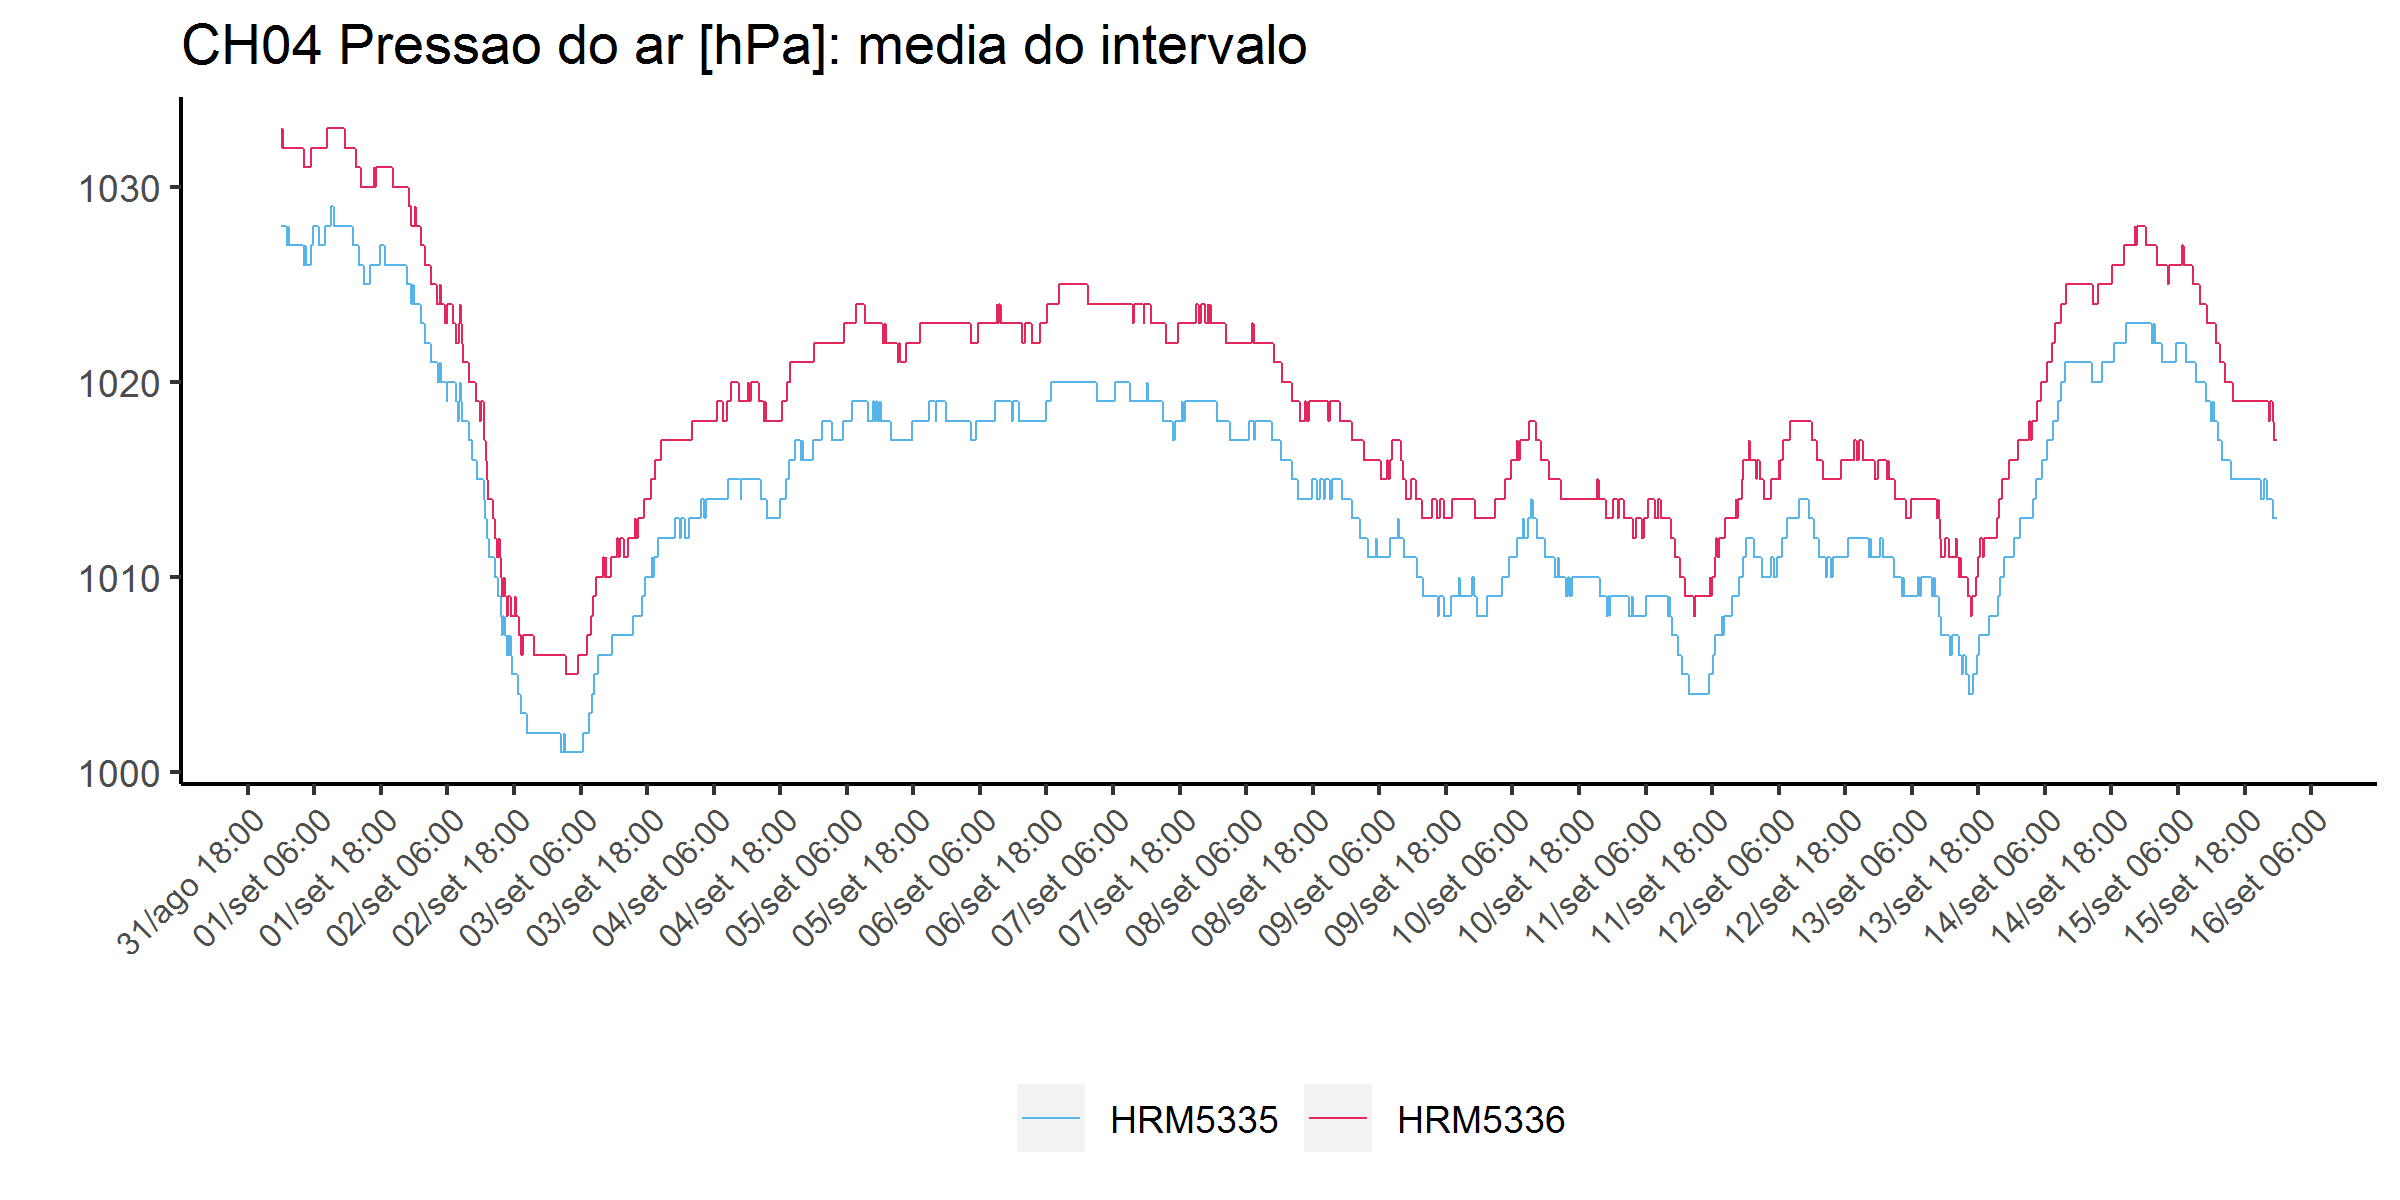 CH04 Pressao do ar [hPa]: media do intervalo
1030
1020
1010
1000
31/ago 18:00
01/set 06:00
01/set 18:00
02/set 06:00
02/set 18:00
03/set 06:00
03/set 18:00
04/set 06:00
04/set 18:00
05/set 06:00
05/set 18:00
06/set 06:00
06/set 18:00
07/set 06:00
07/set 18:00
08/set 06:00
08/set 18:00
09/set 06:00
09/set 18:00
10/set 06:00
10/set 18:00
11/set 06:00
11/set 18:00
12/set 06:00
12/set 18:00
13/set 06:00
13/set 18:00
14/set 06:00
14/set 18:00
15/set 06:00
15/set 18:00
16/set 06:00
HRM5335 HRM5336